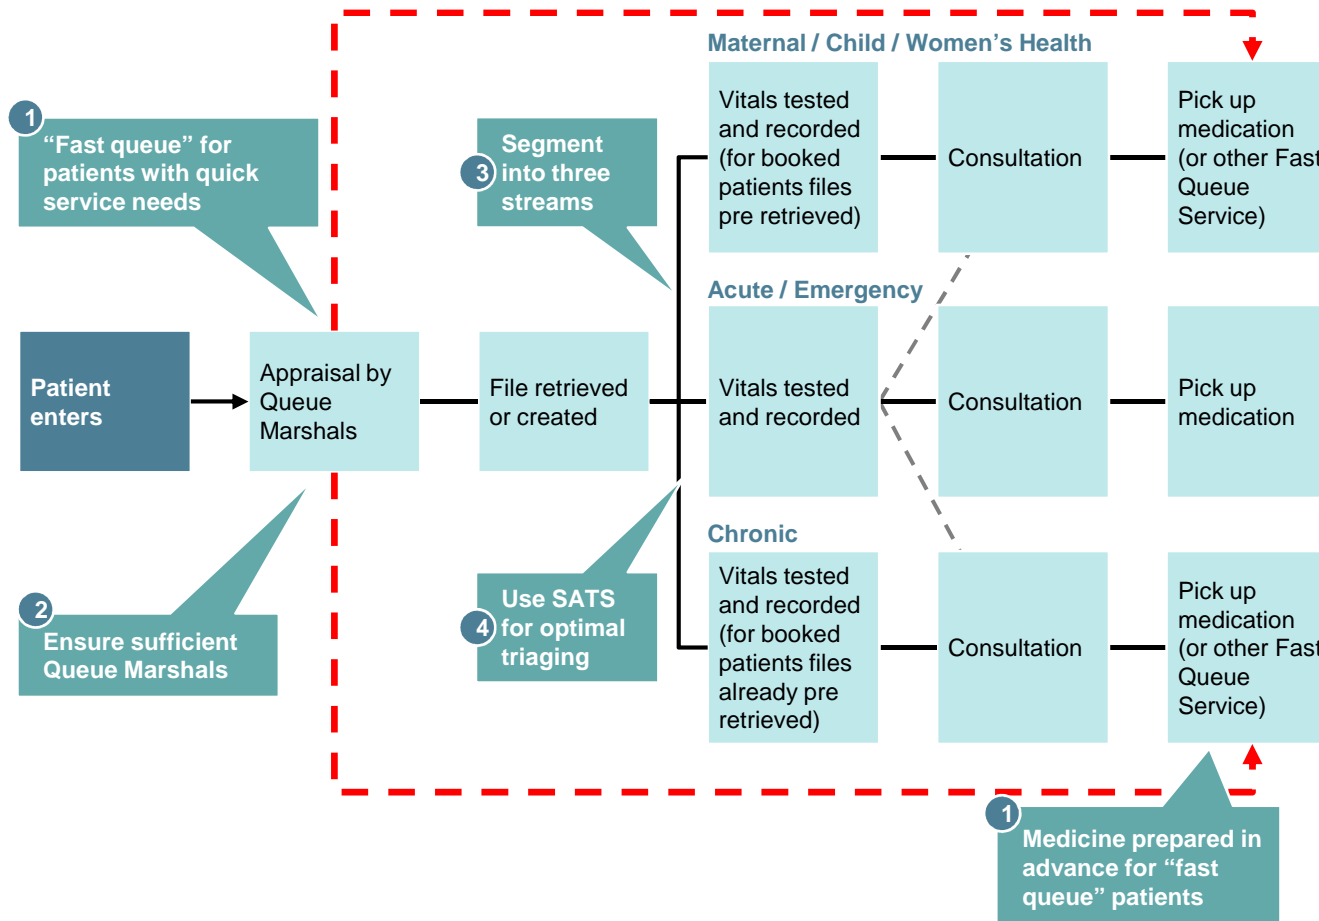 Maternal / Child / Women's Health
1
“Fast queue” for
patients with quick
service needs
3
Segment
into three
streams
Vitals tested
and recorded
(for booked
patients files
pre retrieved)
Consultation
Pick up
medication
(or other Fast
Queue
Service)
Acute / Emergency
Patient
enters
Appraisal by
Queue
Marshals
File retrieved
or created
Vitals tested
and recorded
Consultation
Pick up
medication
Chronic
2
Ensure sufficient
Queue Marshals
4
Use SATS
for optimal
triaging
Vitals tested
and recorded
(for booked
patients files
already pre
retrieved)
Consultation
Pick up
medication
(or other Fast
Queue
Service)
1
Medicine prepared in
advance for “fast
queue” patients